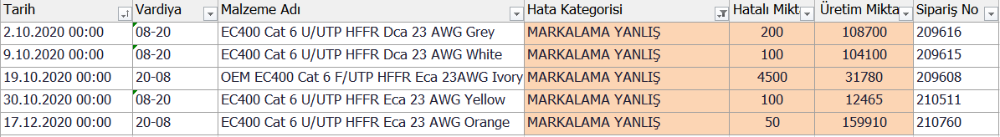 Tarih Vardiya Malzeme Adı Hata Kategorisi Hatalı Mikta Üretim Mikta Sipariş No
2.10.2020 00:00 08-20 EC400 Cat 6 U/UTP HFFR Dca 23 AWG Grey MARKALAMA YANLIŞ 200 108700 209616
9.10.2020 00:00 08-20 EC400 Cat 6 U/UTP HFFR Dca 23 AWG White MARKALAMA YANLIŞ 100 104100 209615
19.10.2020 00:00 20-08 OEM EC400 Cat 6 F/UTP HFFR Eca 23AWG Ivory MARKALAMA YANLIŞ 4500 31780 209608
30.10.2020 00:00 08-20 EC400 Cat 6 U/UTP HFFR Eca 23 AWG Yellow MARKALAMA YANLIŞ 100 12465 210511
17.12.2020 00:00 20-08 EC400 Cat 6 U/UTP HFFR Eca 23 AWG Orange MARKALAMA YANLIŞ 50 159910 210760